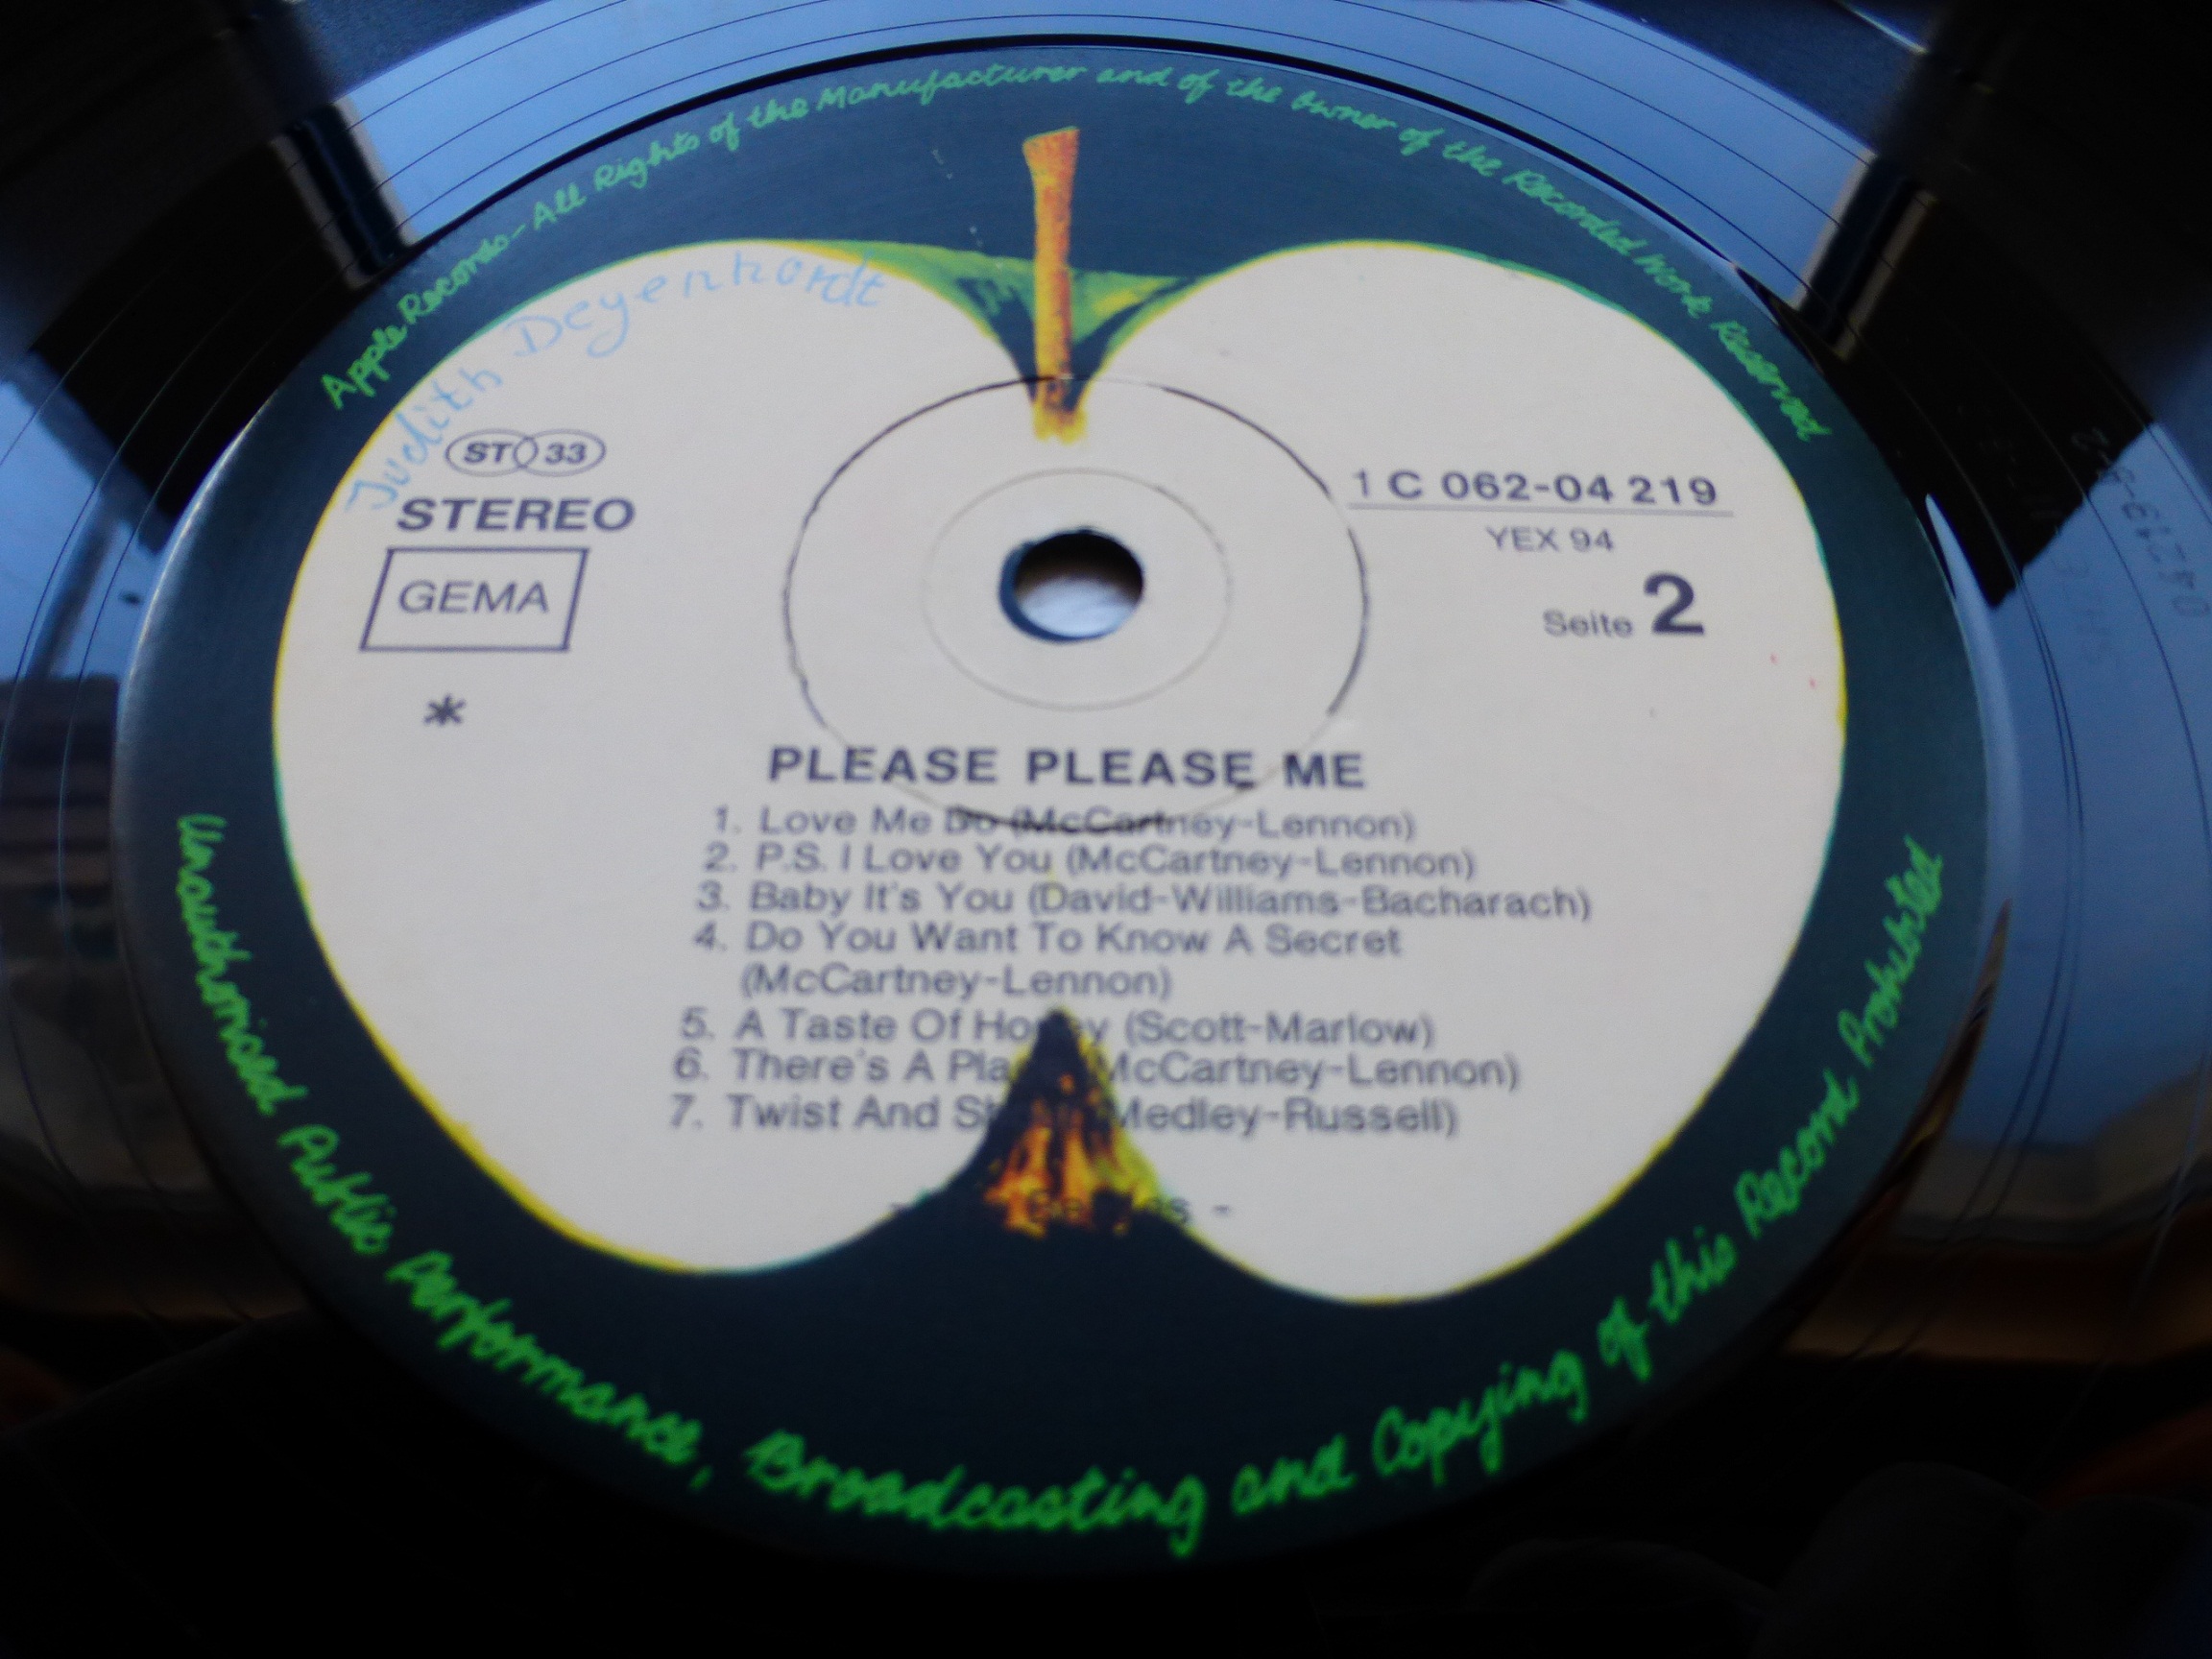 Apple Records - All Rights of the Manufacturer and of the Owner of the Recorded Work Reserved
Judith Degenhardt
ST 33
STEREO
GEMA
*
1 C 062-04 219
YEX 94
Seite 2
PLEASE PLEASE ME
1. Love Me Do (McCartney-Lennon)
2. P.S. I Love You (McCartney-Lennon)
3. Baby It's You (David-Williams-Bacharach)
4. Do You Want To Know A Secret
(McCartney-Lennon)
5. A Taste Of Honey (Scott-Marlow)
6. There's A Place (McCartney-Lennon)
7. Twist And Shout (Medley-Russell)
Unauthorised Public Performance, Broadcasting and Copying of this Record Prohibited